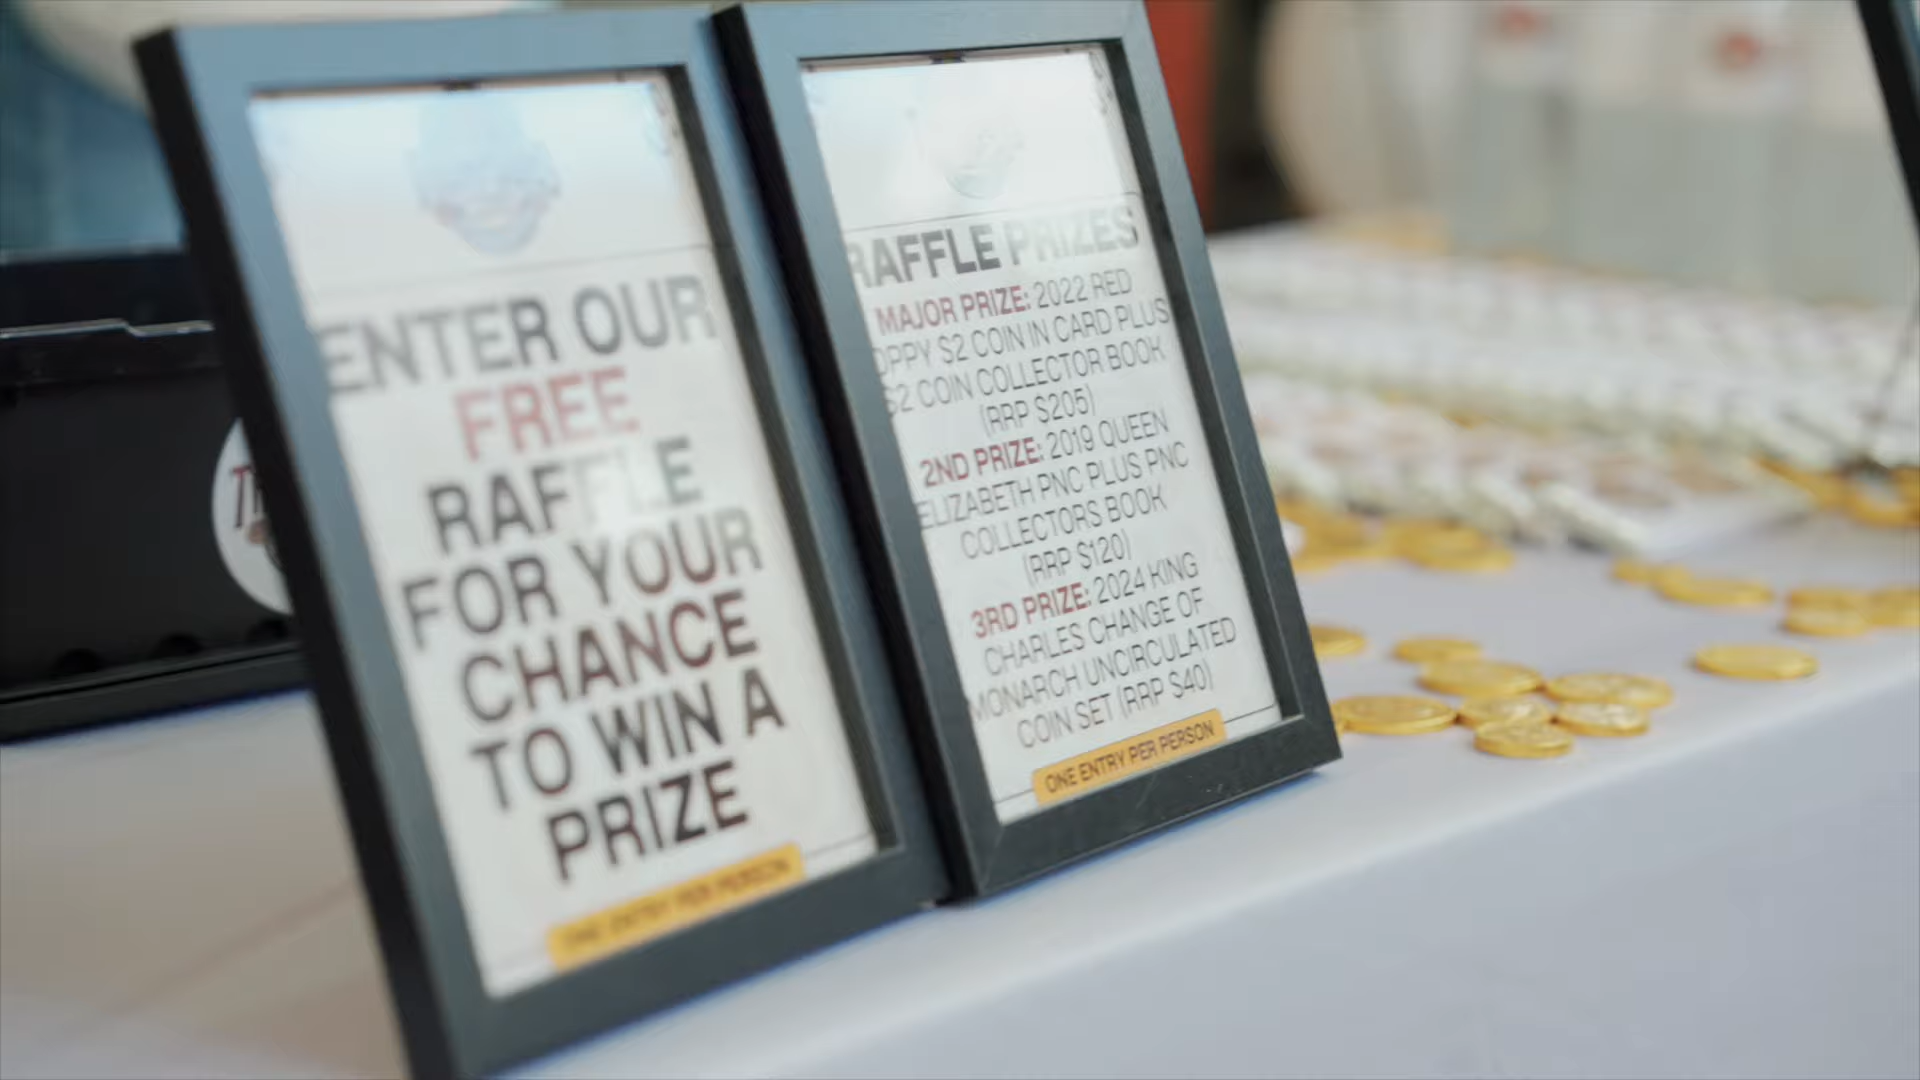 ENTER OUR
FREE
RAFFLE
FOR YOUR
CHANCE
TO WIN A
PRIZE
ONE ENTRY PER PERSON
RAFFLE PRIZES
MAJOR PRIZE: 2022 RED
OPPY $2 COIN IN CARD PLUS
$2 COIN COLLECTOR BOOK
(RRP $205)
2ND PRIZE: 2019 QUEEN
ELIZABETH PNC PLUS PNC
COLLECTORS BOOK
(RRP $120)
3RD PRIZE: 2024 KING
CHARLES CHANGE OF
MONARCH UNCIRCULATED
COIN SET (RRP $40)
ONE ENTRY PER PERSON